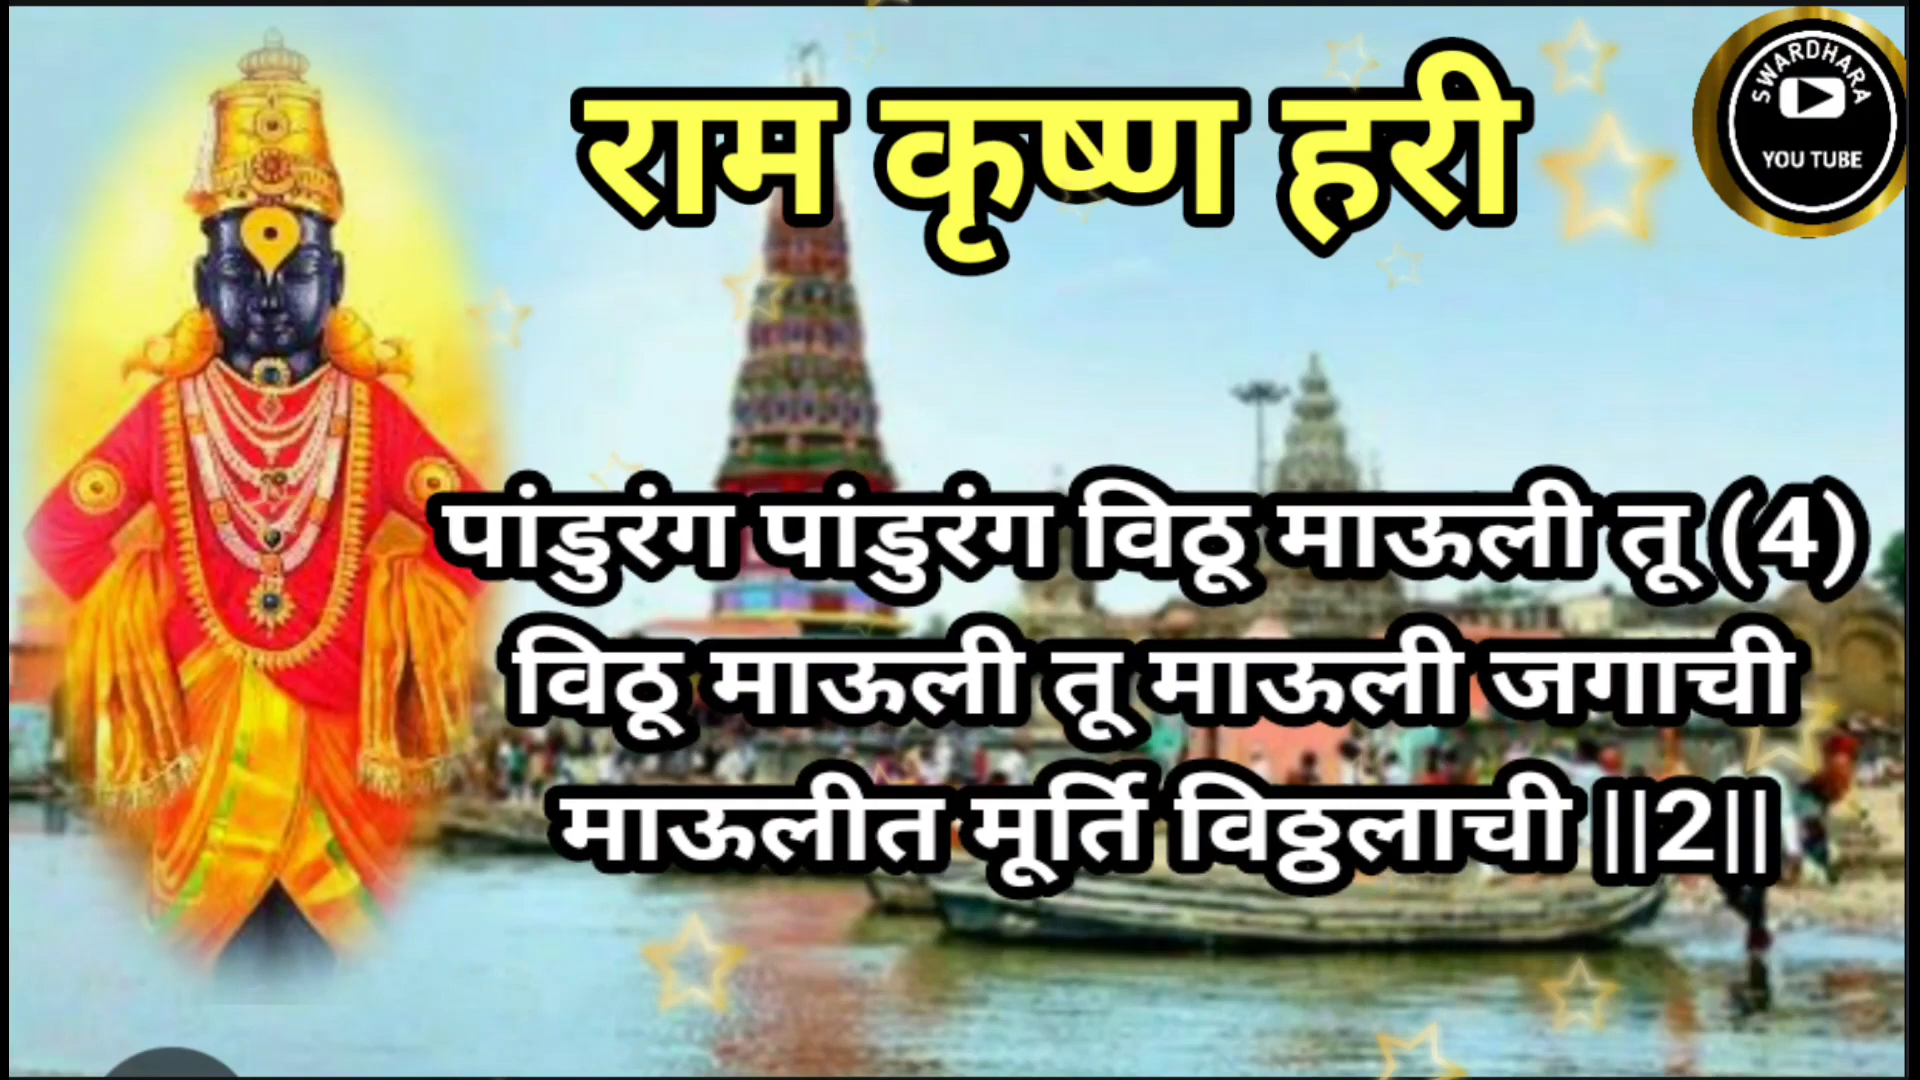 राम कृष्ण हरी
SWARDHARA
YOU TUBE
पांडुरंग पांडुरंग विठू माऊली तू (4)
विठू माऊली तू माऊली जगाची
माऊलीत मूर्ति विठ्ठलाची ||2||